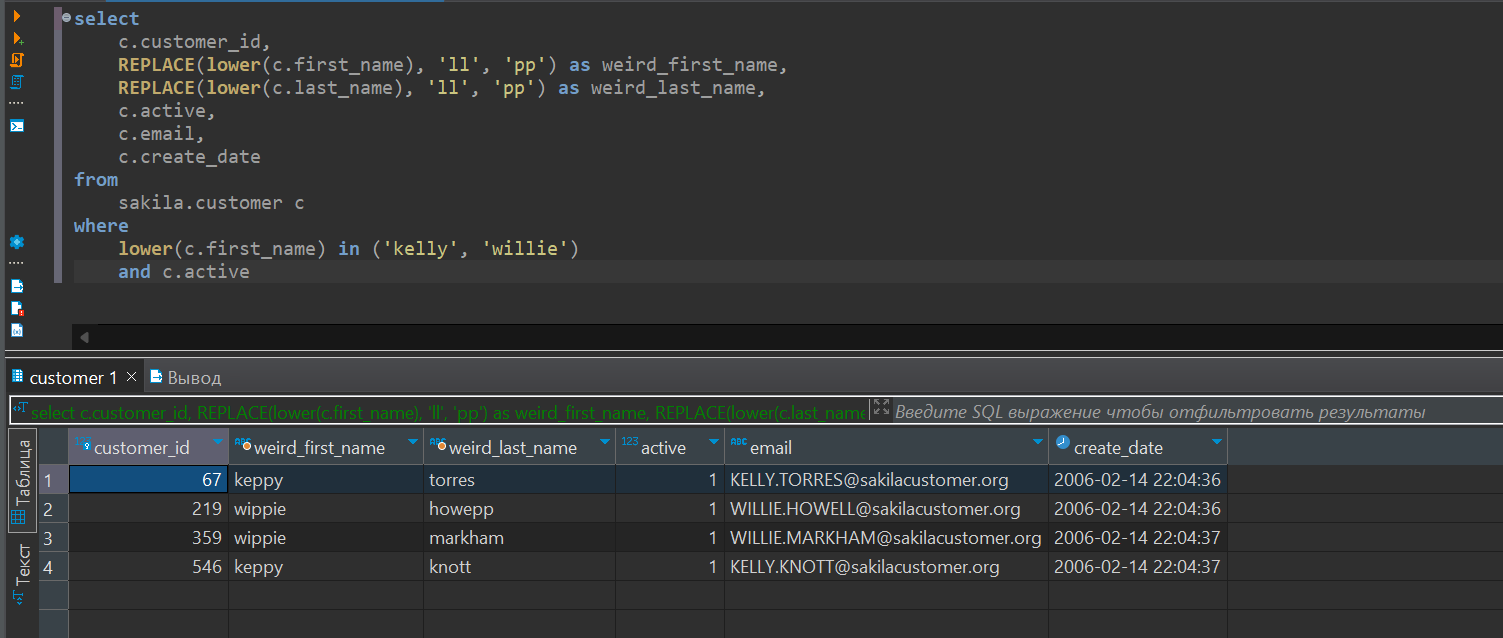 select
c.customer_id,
REPLACE(lower(c.first_name), 'll', 'pp') as weird_first_name,
REPLACE(lower(c.last_name), 'll', 'pp') as weird_last_name,
c.active,
c.email,
c.create_date
from
sakila.customer c
where
lower(c.first_name) in ('kelly', 'willie')
and c.active
customer 1 Вывод
select c.customer_id, REPLACE(lower(c.first_name), 'll', 'pp') as weird_first_name, REPLACE(lower(c.last_name Введите SQL выражение чтобы отфильтровать результаты
Таблица
Текст
123 customer_id ABC weird_first_name ABC weird_last_name 123 active ABC email create_date
1 67 keppy torres 1 KELLY.TORRES@sakilacustomer.org 2006-02-14 22:04:36
2 219 wippie howepp 1 WILLIE.HOWELL@sakilacustomer.org 2006-02-14 22:04:36
3 359 wippie markham 1 WILLIE.MARKHAM@sakilacustomer.org 2006-02-14 22:04:37
4 546 keppy knott 1 KELLY.KNOTT@sakilacustomer.org 2006-02-14 22:04:37